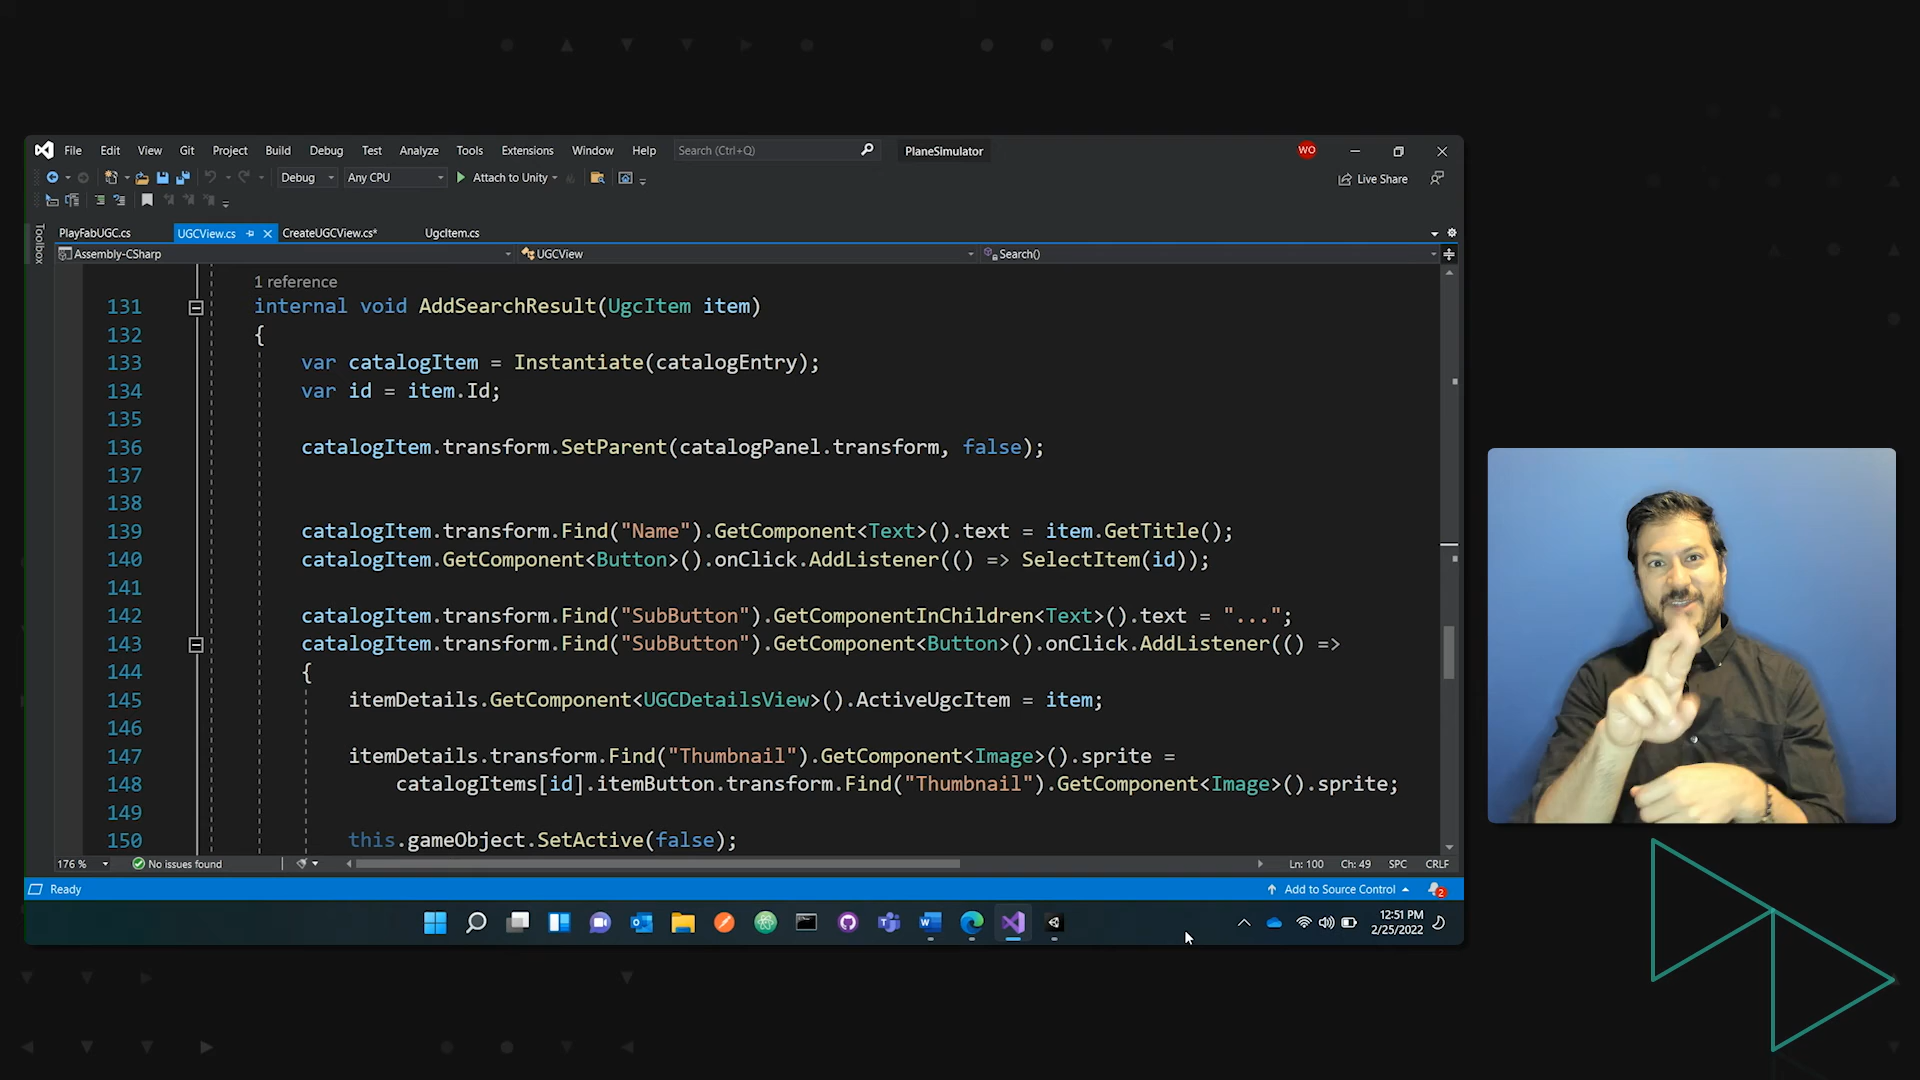 File Edit View Git Project Build Debug Test Analyze Tools Extensions Window Help Search (Ctrl+Q) PlaneSimulator WO
Debug Any CPU Attach to Unity Live Share
Toolbox
PlayFabUGC.cs UGCView.cs CreateUGCView.cs* UgcItem.cs
Assembly-CSharp UGCView Search()
1 reference
131 internal void AddSearchResult(UgcItem item)
132 {
133 var catalogItem = Instantiate(catalogEntry);
134 var id = item.Id;
135
136 catalogItem.transform.SetParent(catalogPanel.transform, false);
137
138
139 catalogItem.transform.Find("Name").GetComponent<Text>().text = item.GetTitle();
140 catalogItem.GetComponent<Button>().onClick.AddListener(() => SelectItem(id));
141
142 catalogItem.transform.Find("SubButton").GetComponentInChildren<Text>().text = "...";
143 catalogItem.transform.Find("SubButton").GetComponent<Button>().onClick.AddListener(() =>
144 {
145 itemDetails.GetComponent<UGCDetailsView>().ActiveUgcItem = item;
146
147 itemDetails.transform.Find("Thumbnail").GetComponent<Image>().sprite =
148 catalogItems[id].itemButton.transform.Find("Thumbnail").GetComponent<Image>().sprite;
149
150 this.gameObject.SetActive(false);
176 % No issues found Ln: 100 Ch: 49 SPC CRLF
Ready Add to Source Control 2
12:51 PM
2/25/2022